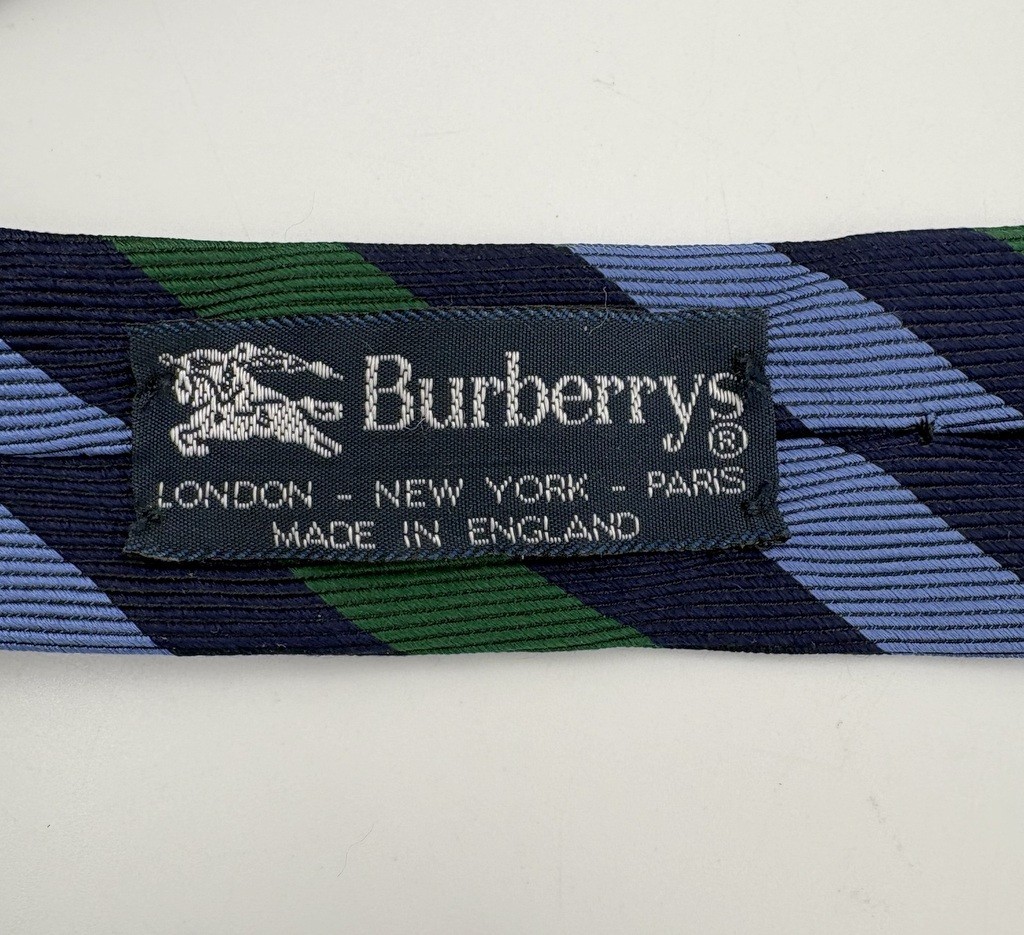 Burberrys®
LONDON - NEW YORK - PARIS
MADE IN ENGLAND